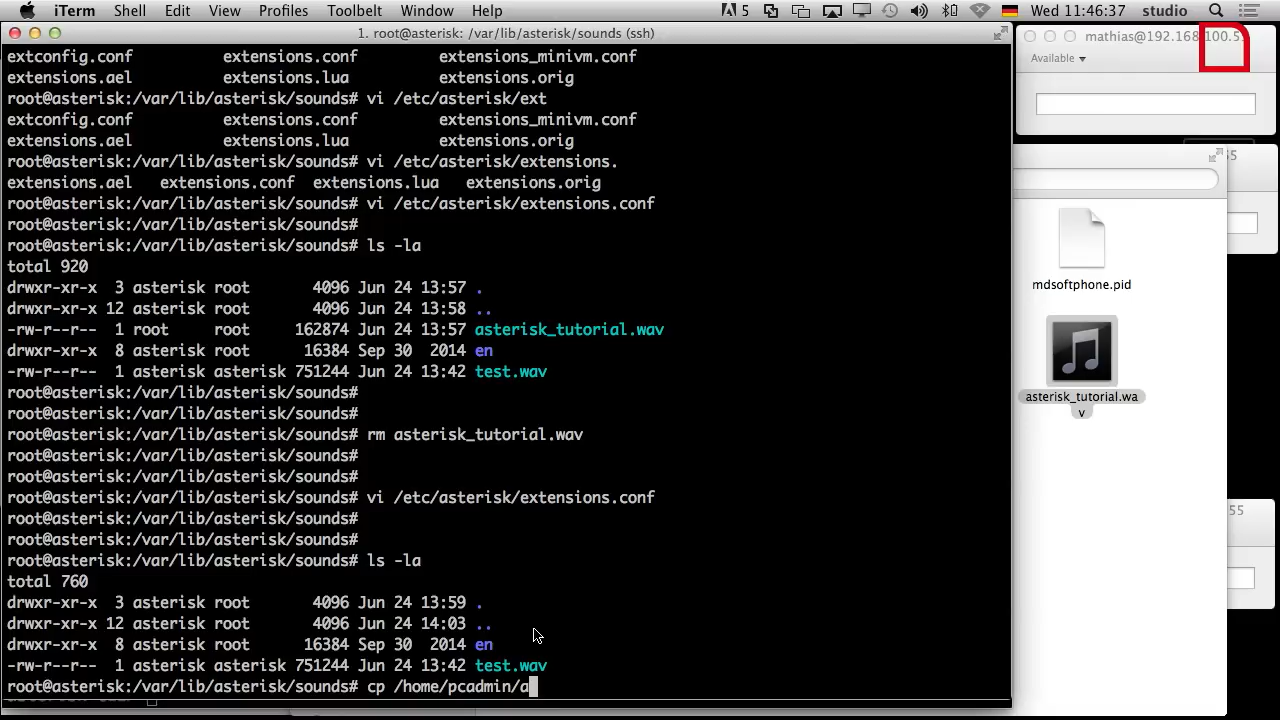 iTerm Shell Edit View Profiles Toolbelt Window Help 5 Wed 11:46:37 studio
1. root@asterisk: /var/lib/asterisk/sounds (ssh)
extconfig.conf extensions.conf extensions_minivm.conf
extensions.ael extensions.lua extensions.orig
root@asterisk:/var/lib/asterisk/sounds# vi /etc/asterisk/ext
extconfig.conf extensions.conf extensions_minivm.conf
extensions.ael extensions.lua extensions.orig
root@asterisk:/var/lib/asterisk/sounds# vi /etc/asterisk/extensions.
extensions.ael extensions.conf extensions.lua extensions.orig
root@asterisk:/var/lib/asterisk/sounds# vi /etc/asterisk/extensions.conf
root@asterisk:/var/lib/asterisk/sounds#
root@asterisk:/var/lib/asterisk/sounds# ls -la
total 920
drwxr-xr-x 3 asterisk root 4096 Jun 24 13:57 .
drwxr-xr-x 12 asterisk root 4096 Jun 24 13:58 ..
-rw-r--r-- 1 root root 162874 Jun 24 13:57 asterisk_tutorial.wav
drwxr-xr-x 8 asterisk root 16384 Sep 30 2014 en
-rw-r--r-- 1 asterisk asterisk 751244 Jun 24 13:42 test.wav
root@asterisk:/var/lib/asterisk/sounds#
root@asterisk:/var/lib/asterisk/sounds#
root@asterisk:/var/lib/asterisk/sounds# rm asterisk_tutorial.wav
root@asterisk:/var/lib/asterisk/sounds#
root@asterisk:/var/lib/asterisk/sounds#
root@asterisk:/var/lib/asterisk/sounds# vi /etc/asterisk/extensions.conf
root@asterisk:/var/lib/asterisk/sounds#
root@asterisk:/var/lib/asterisk/sounds#
root@asterisk:/var/lib/asterisk/sounds# ls -la
total 760
drwxr-xr-x 3 asterisk root 4096 Jun 24 13:59 .
drwxr-xr-x 12 asterisk root 4096 Jun 24 14:03 ..
drwxr-xr-x 8 asterisk root 16384 Sep 30 2014 en
-rw-r--r-- 1 asterisk asterisk 751244 Jun 24 13:42 test.wav
root@asterisk:/var/lib/asterisk/sounds# cp /home/pcadmin/a
mathias@192.168.100.5
Available
55
mdsoftphone.pid
asterisk_tutorial.wa
v
55